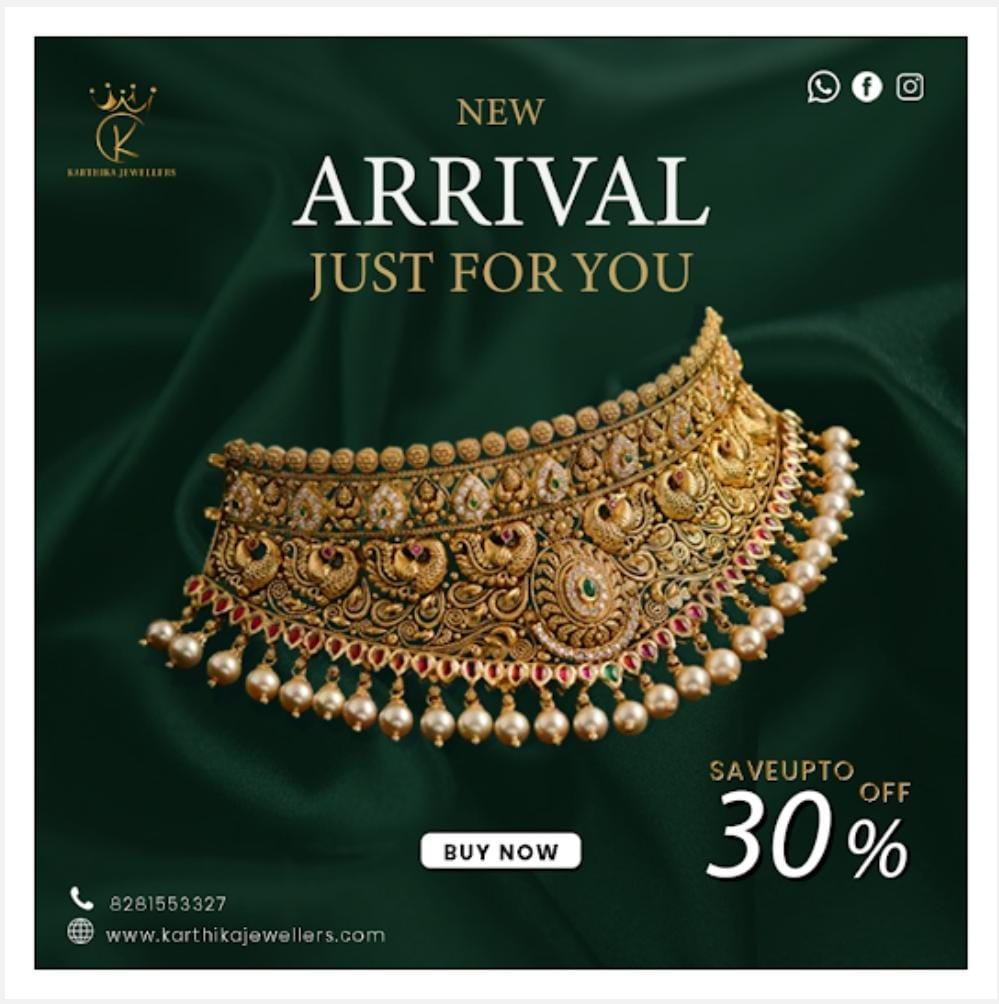 K
KARTHIKA JEWELLERS
NEW
ARRIVAL
JUST FOR YOU
SAVEUPTO
OFF
30 %
BUY NOW
8281553327
www.karthikajewellers.com